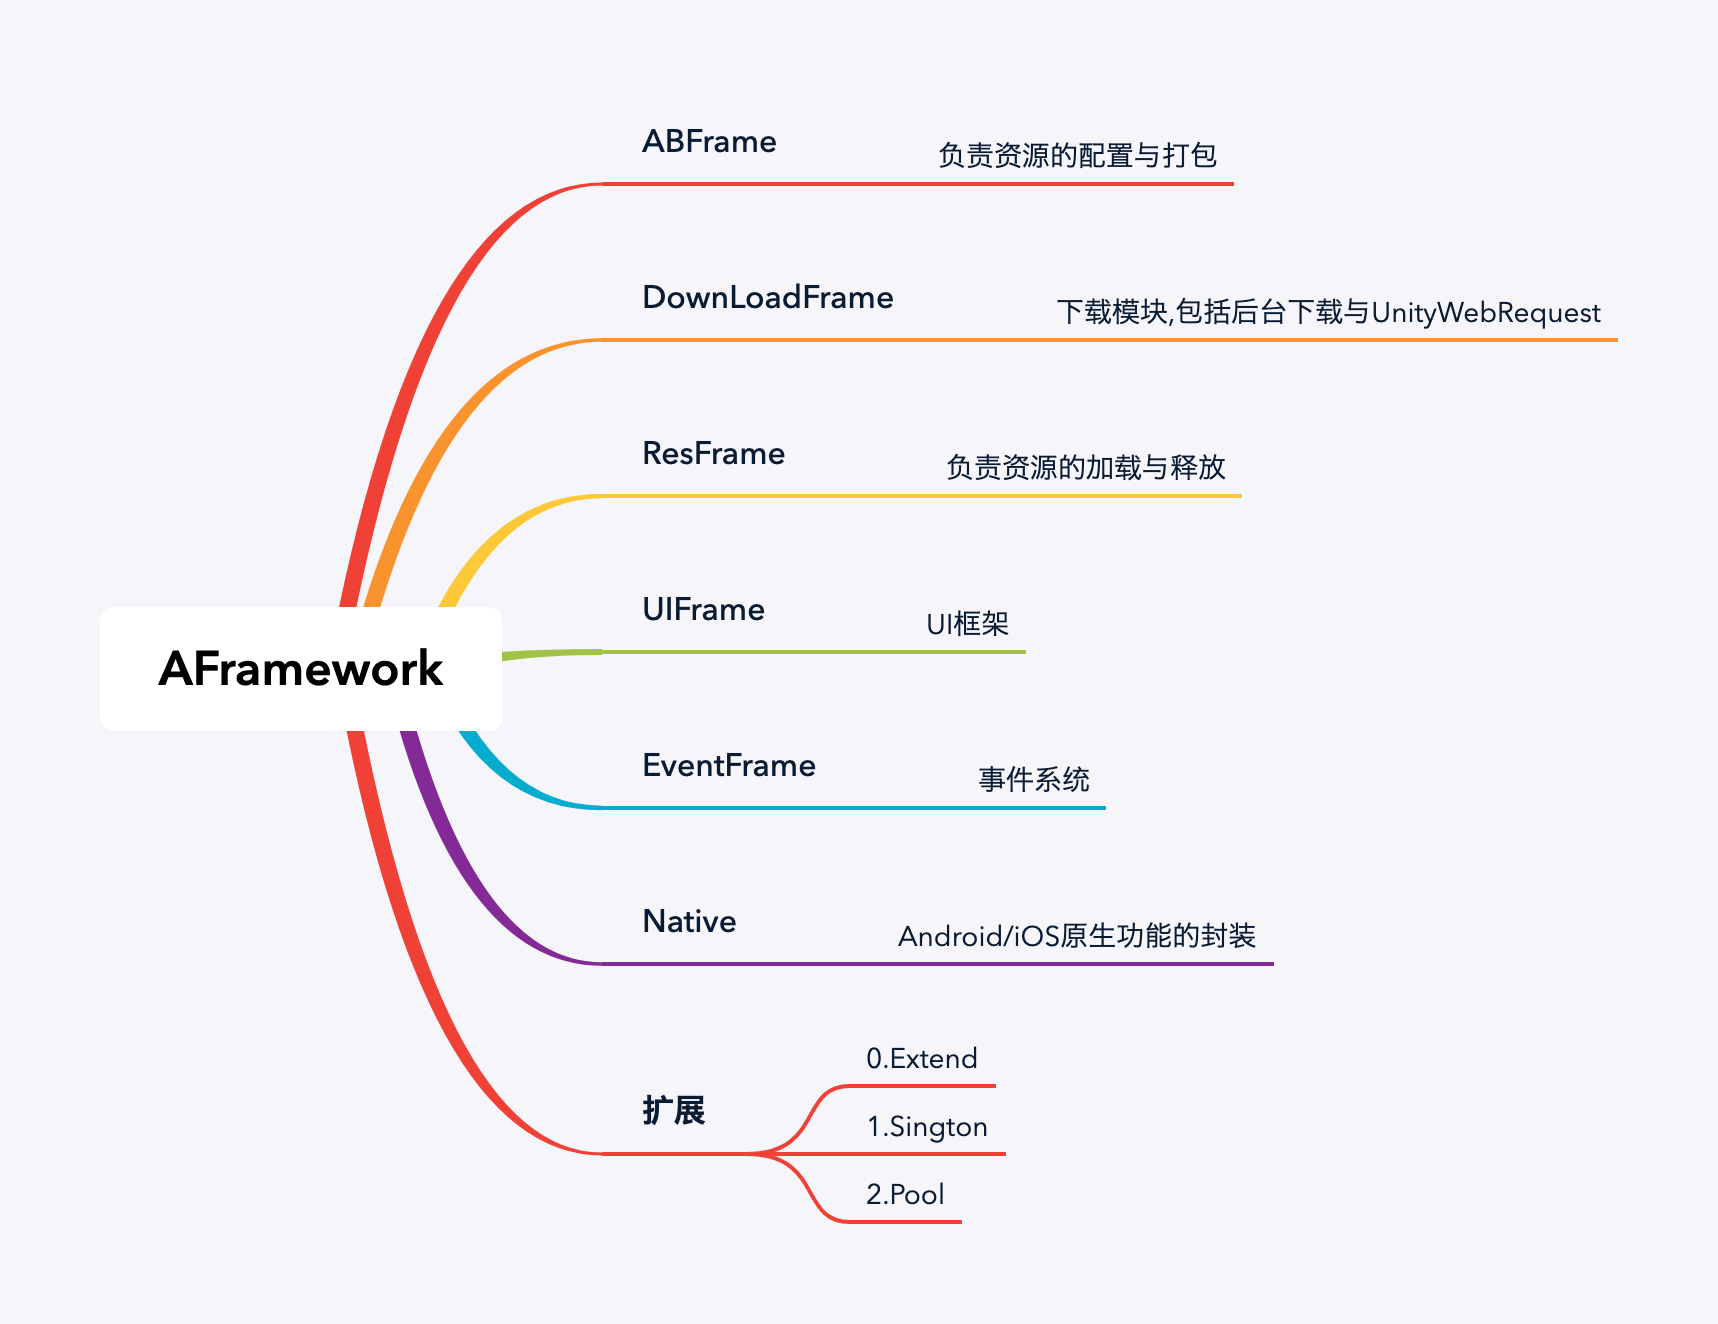 ABFrame
负责资源的配置与打包
DownLoadFrame
下载模块,包括后台下载与UnityWebRequest
ResFrame
负责资源的加载与释放
UIFrame
UI框架
AFramework
EventFrame
事件系统
Native
Android/iOS原生功能的封装
扩展
0.Extend
1.Sington
2.Pool